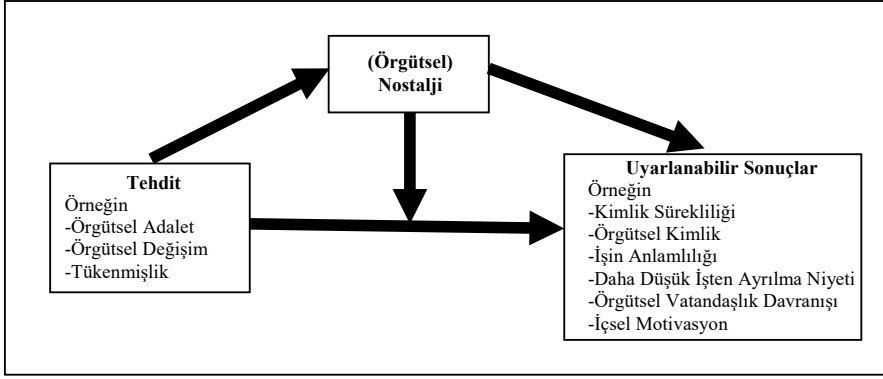 (Örgütsel)
Nostalji
Tehdit
Örneğin
-Örgütsel Adalet
-Örgütsel Değişim
-Tükenmişlik
Uyarlanabilir Sonuçlar
Örneğin
-Kimlik Sürekliliği
-Örgütsel Kimlik
-İşin Anlamlılığı
-Daha Düşük İşten Ayrılma Niyeti
-Örgütsel Vatandaşlık Davranışı
-İçsel Motivasyon